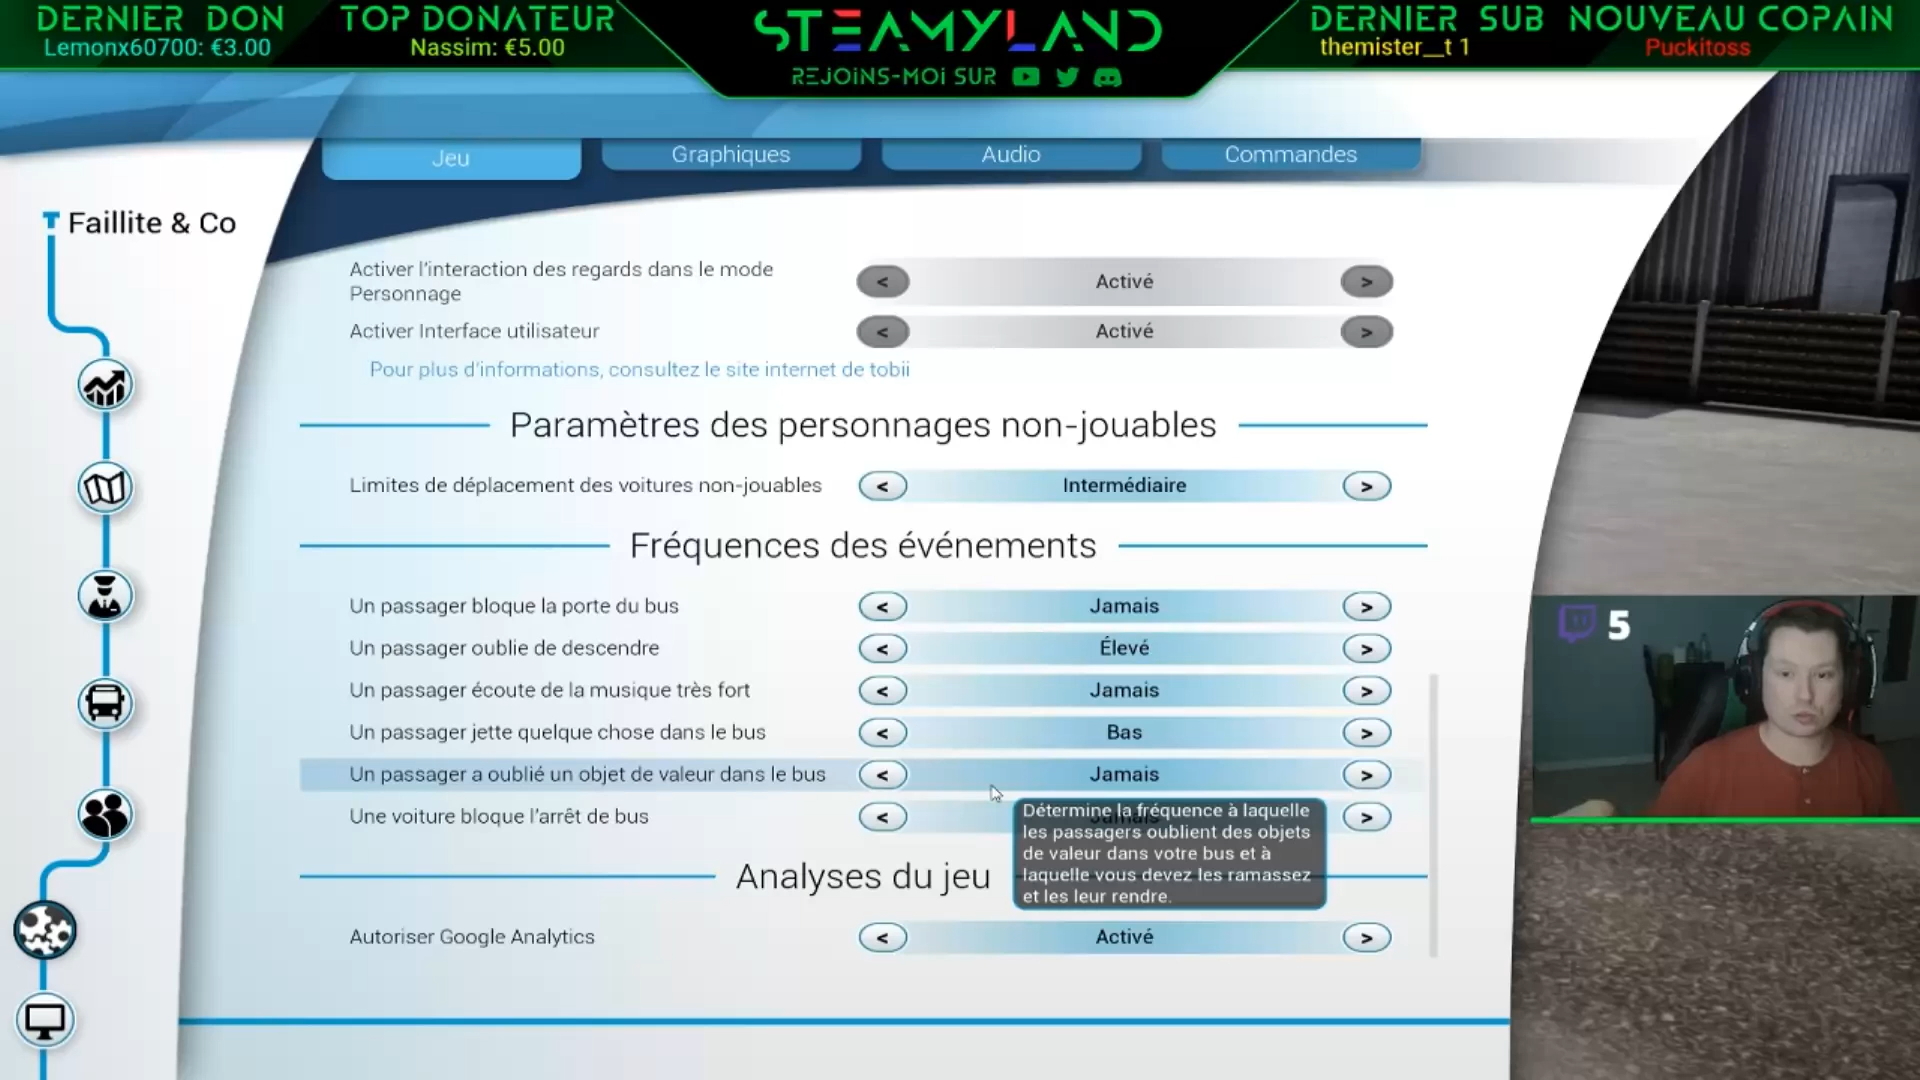 DERNIER DON
Lemonx60700: €3.00
TOP DONATEUR
Nassim: €5.00
STEAMYLAND
REJOINS-MOI SUR
DERNIER SUB
themister__t 1
NOUVEAU COPAIN
Puckitoss
Jeu
Graphiques
Audio
Commandes
Faillite & Co
Activer l'interaction des regards dans le mode
Personnage
< Activé >
Activer Interface utilisateur < Activé >
Pour plus d'informations, consultez le site internet de tobii
Paramètres des personnages non-jouables
Limites de déplacement des voitures non-jouables < Intermédiaire >
Fréquences des événements
Un passager bloque la porte du bus < Jamais >
Un passager oublie de descendre < Élevé >
Un passager écoute de la musique très fort < Jamais >
Un passager jette quelque chose dans le bus < Bas >
Un passager a oublié un objet de valeur dans le bus < Jamais >
Une voiture bloque l'arrêt de bus < Jamais >
Détermine la fréquence à laquelle
les passagers oublient des objets
de valeur dans votre bus et à
laquelle vous devez les ramassez
et les leur rendre.
Analyses du jeu
Autoriser Google Analytics < Activé >
5